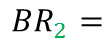 BR₂ =